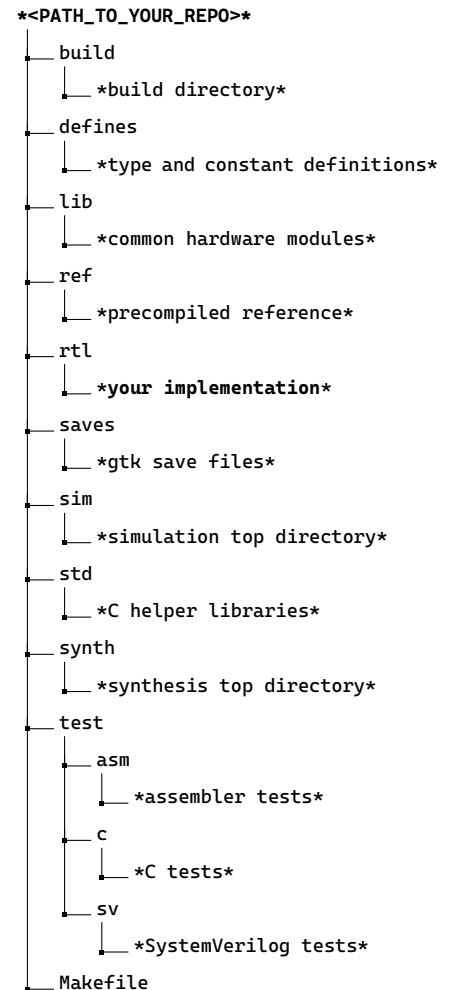 *<PATH_TO_YOUR_REPO>*
build
*build directory*
defines
*type and constant definitions*
lib
*common hardware modules*
ref
*precompiled reference*
rtl
*your implementation*
saves
*gtk save files*
sim
*simulation top directory*
std
*C helper libraries*
synth
*synthesis top directory*
test
asm
*assembler tests*
c
*C tests*
sv
*SystemVerilog tests*
Makefile